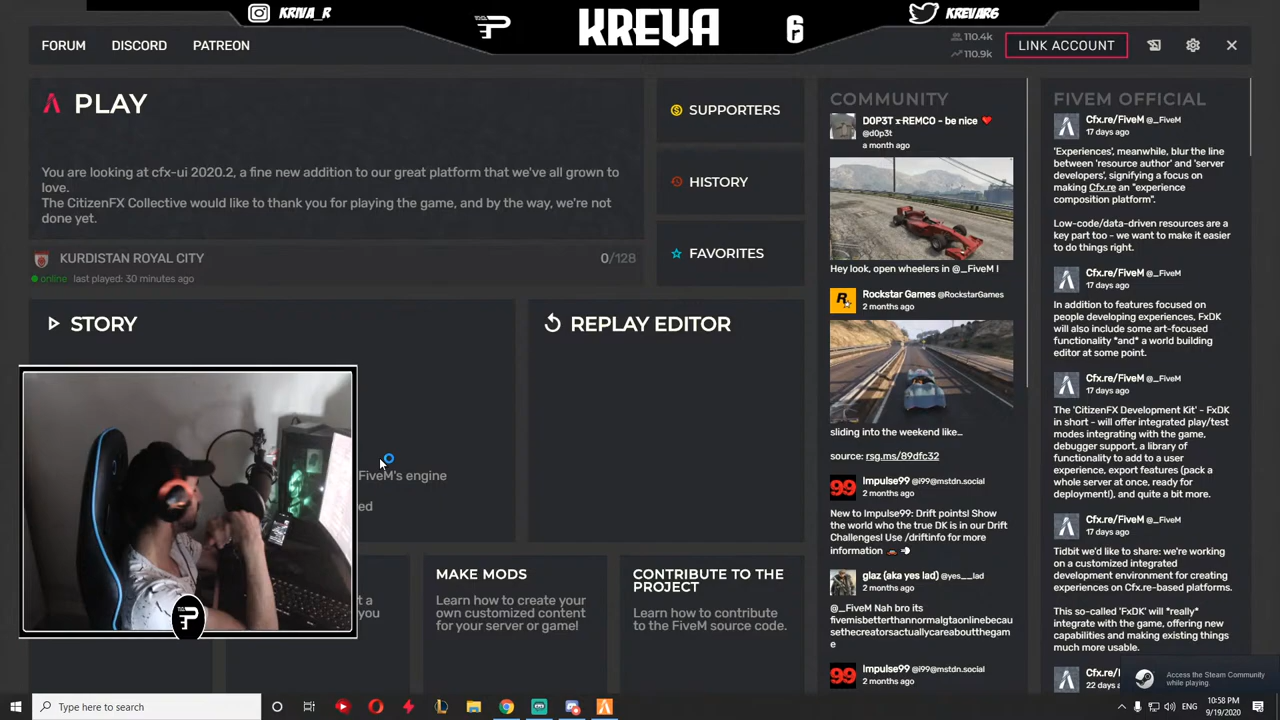 KRIVA_R
KREVA
KREVAR6
FORUM
DISCORD
PATREON
110.4k
110.9k
LINK ACCOUNT
PLAY
You are looking at cfx-ui 2020.2, a fine new addition to our great platform that we've all grown to
love.
The CitizenFX Collective would like to thank you for playing the game, and by the way, we're not
done yet.
KURDISTAN ROYAL CITY
0/128
online
last played: 30 minutes ago
SUPPORTERS
HISTORY
FAVORITES
STORY
FiveM's engine
ed
REPLAY EDITOR
a
you
MAKE MODS
Learn how to create your
own customized content
for your server or game!
CONTRIBUTE TO THE
PROJECT
Learn how to contribute
to the FiveM source code.
COMMUNITY
D0P3T ɪ-REMCO - be nice ❤
@d0p3t
a month ago
Hey look, open wheelers in @_FiveM !
Rockstar Games @RockstarGames
2 months ago
sliding into the weekend like…
source: rsg.ms/89dfc32
Impulse99 @i99@mstdn.social
2 months ago
New to Impulse99: Drift points! Show
the world who the true DK is in our Drift
Challenges! Use /driftinfo for more
information
glaz (aka yes lad) @yes__lad
2 months ago
@_FiveM Nah bro its
fivemisbetterthannormalgtaonlinebecau
sethecreatorsactuallycareaboutthegam
e
Impulse99 @i99@mstdn.social
2 months ago
FIVEM OFFICIAL
Cfx.re/FiveM @_FiveM
17 days ago
'Experiences', meanwhile, blur the line
between 'resource author' and 'server
developers', signifying a focus on
making Cfx.re an "experience
composition platform".
Low-code/data-driven resources are a
key part too - we want to make it easier
to do things right.
Cfx.re/FiveM @_FiveM
17 days ago
In addition to features focused on
people developing experiences, FxDK
will also include some art-focused
functionality *and* a world building
editor at some point.
Cfx.re/FiveM @_FiveM
17 days ago
The 'CitizenFX Development Kit' - FxDK
in short - will offer integrated play/test
modes integrating with the game,
debugger support, a library of
functionality to add to a user
experience, export features (pack a
whole server at once, ready for
deployment!), and quite a bit more.
Cfx.re/FiveM @_FiveM
17 days ago
Tidbit we'd like to share: we're working
on a customized integrated
development environment for creating
experiences on Cfx.re-based platforms.
This so-called 'FxDK' will *really*
integrate with the game, offering new
capabilities and making existing things
much more usable.
Cfx.re/
22 days a
Access the Steam Community
while playing.
Type here to search
ENG
10:58 PM
9/19/2020